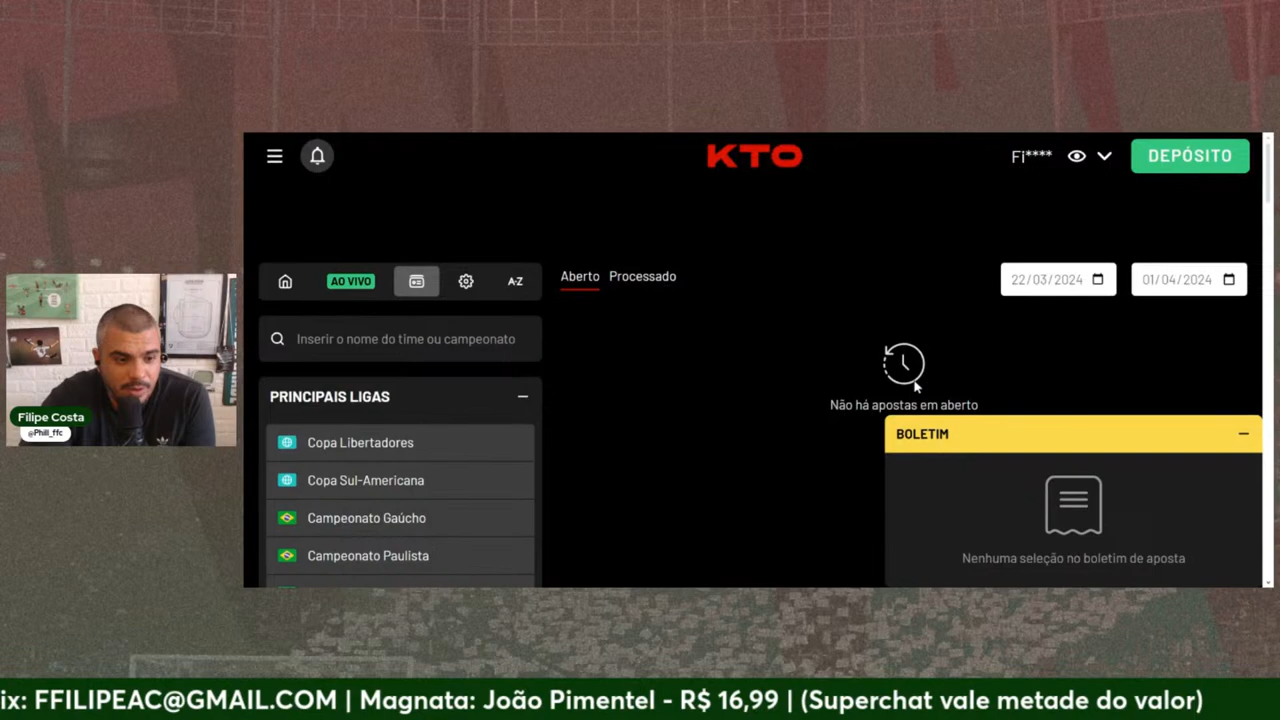 KTO
Fi****
DEPÓSITO
AO VIVO
A-Z
Aberto Processado
22/03/2024
01/04/2024
Inserir o nome do time ou campeonato
Não há apostas em aberto
PRINCIPAIS LIGAS
BOLETIM
Copa Libertadores
Copa Sul-Americana
Campeonato Gaúcho
Campeonato Paulista
Nenhuma seleção no boletim de aposta
Filipe Costa
@Phill_ffc
ix: FFILIPEAC@GMAIL.COM | Magnata: João Pimentel - R$ 16,99 | (Superchat vale metade do valor)